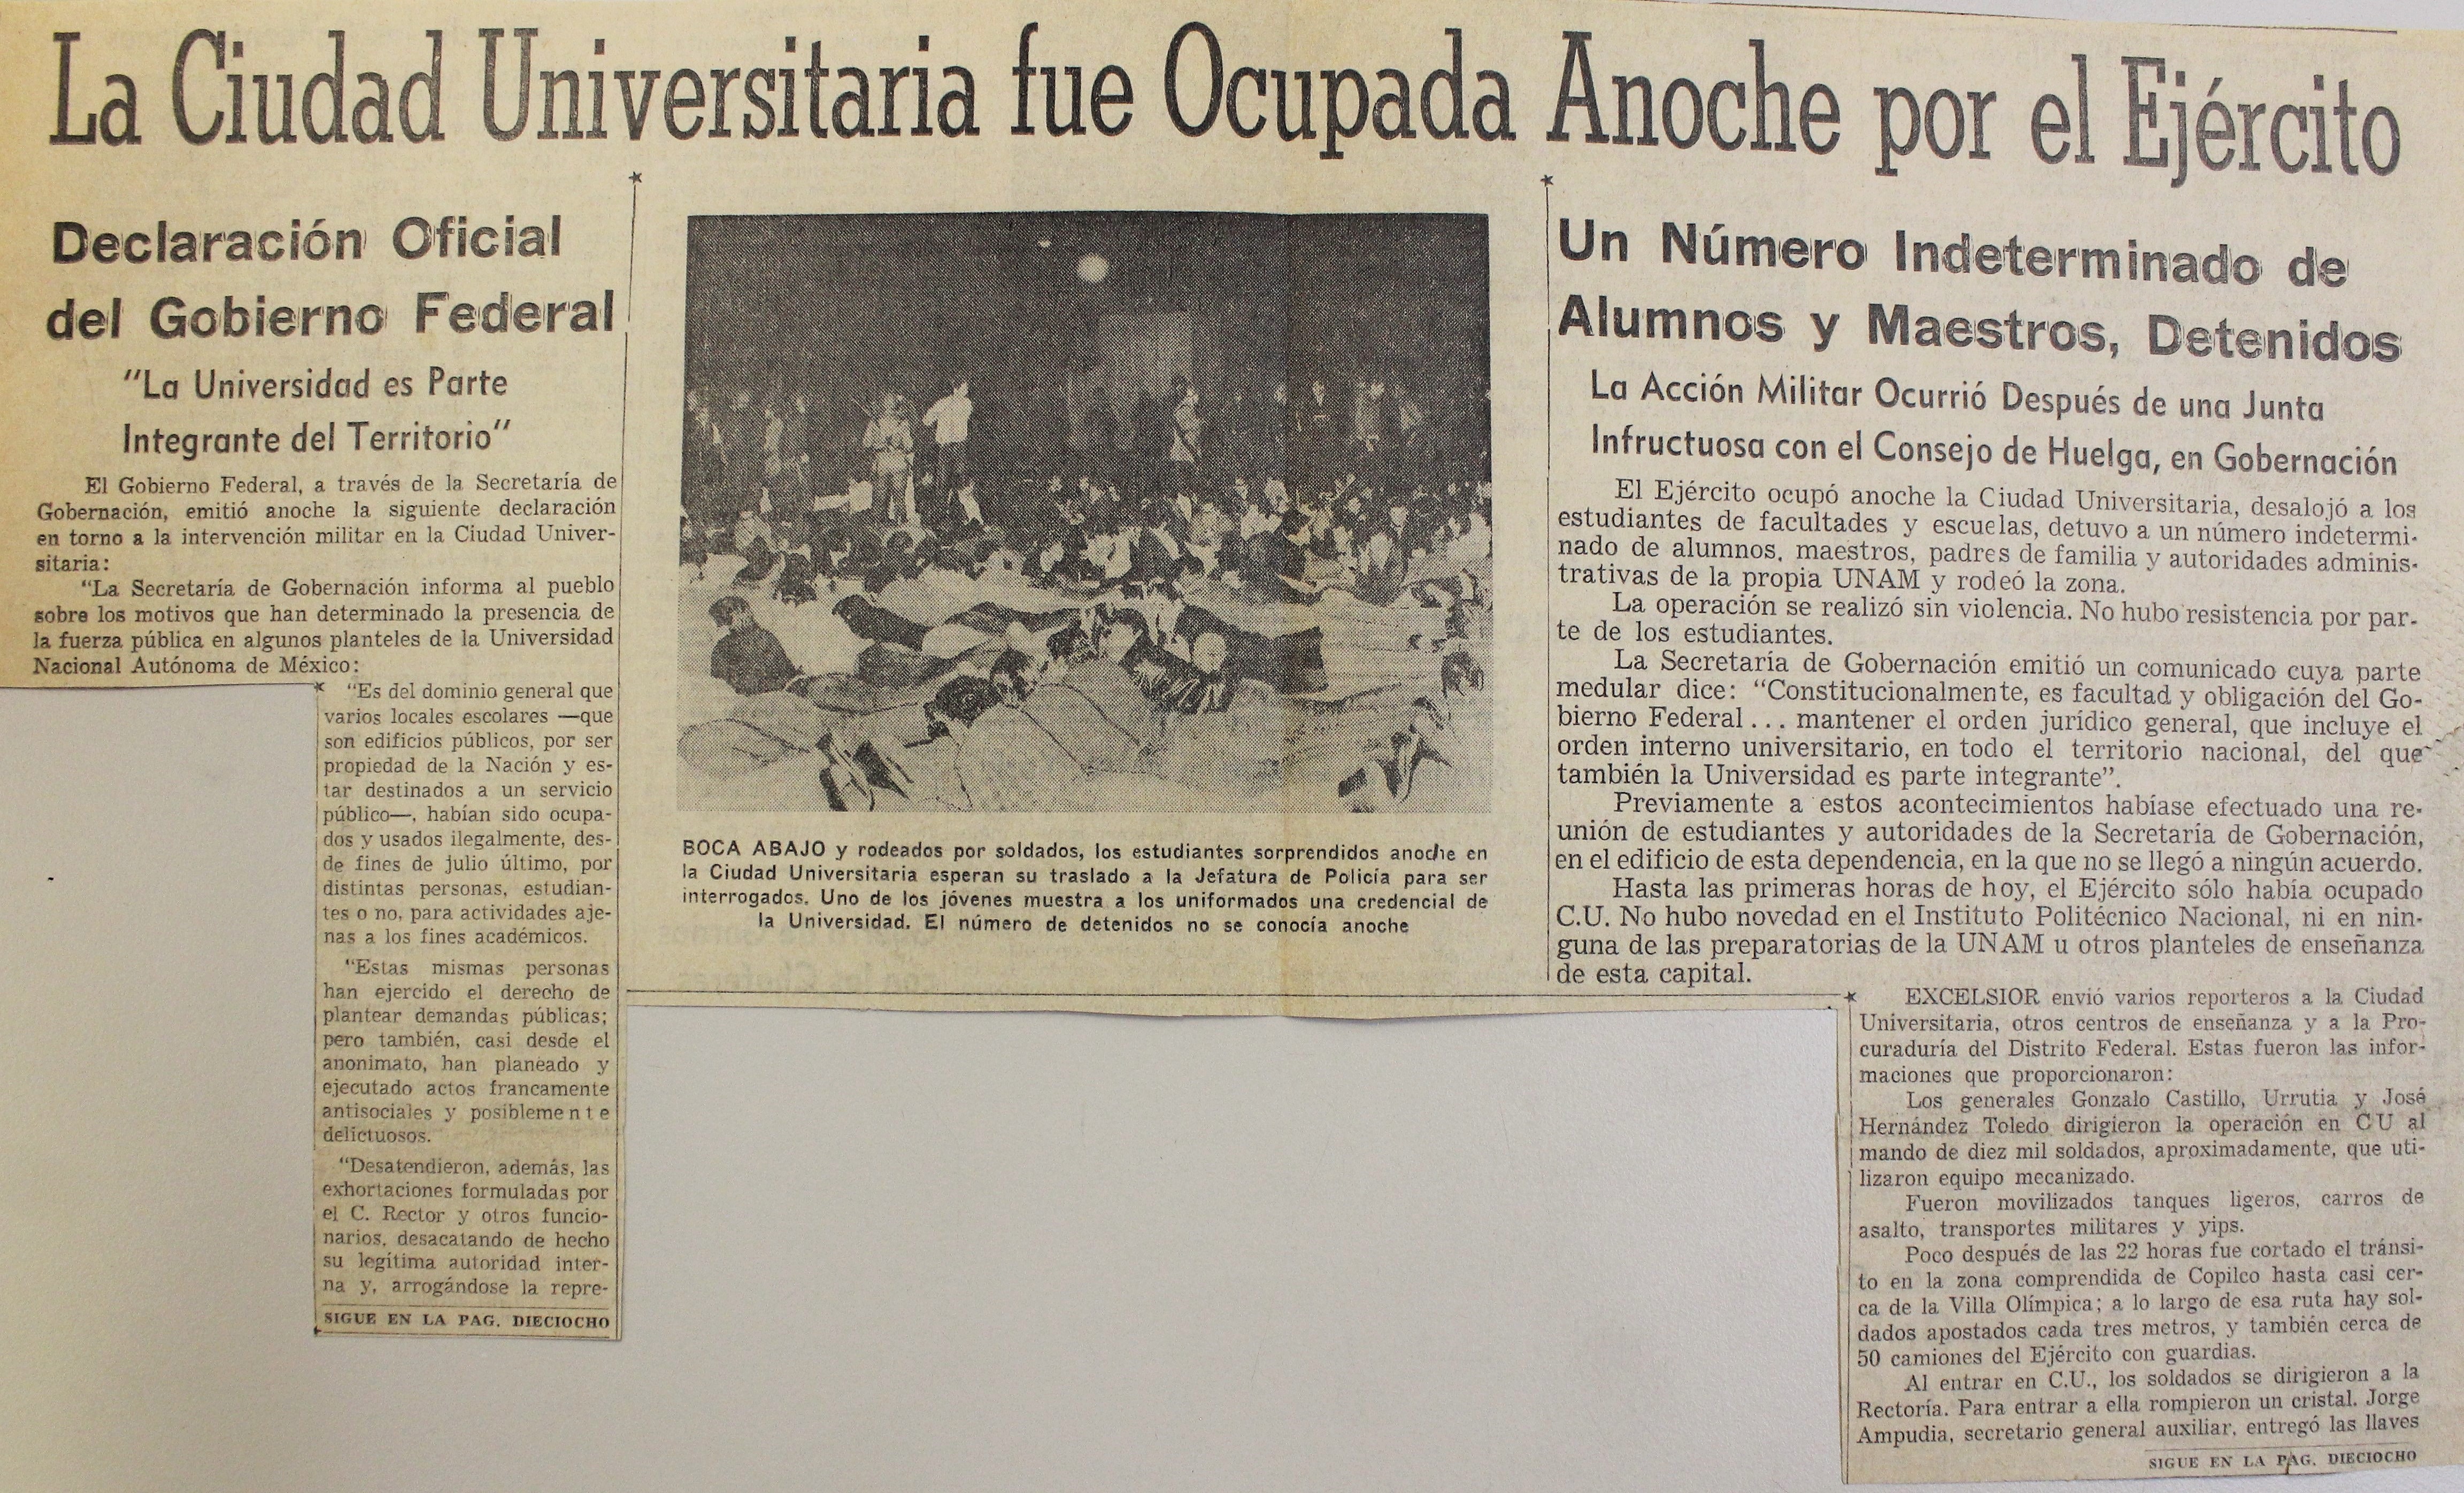 La Ciudad Universitaria fue Ocupada Anoche por el Ejército
Declaración Oficial
del Gobierno Federal
"La Universidad es Parte
Integrante del Territorio"
El Gobierno Federal, a través de la Secretaría de
Gobernación, emitió anoche la siguiente declaración
en torno a la intervención militar en la Ciudad Univer-
sitaria:
"La Secretaría de Gobernación informa al pueblo
sobre los motivos que han determinado la presencia de
la fuerza pública en algunos planteles de la Universidad
Nacional Autónoma de México:
"Es del dominio general que
varios locales escolares —que
son edificios públicos, por ser
propiedad de la Nación y es-
tar destinados a un servicio
público—, habían sido ocupa-
dos y usados ilegalmente, des-
de fines de julio último, por
distintas personas, estudian-
tes o no, para actividades aje-
nas a los fines académicos.
"Estas mismas personas
han ejercido el derecho de
plantear demandas públicas;
pero también, casi desde el
anonimato, han planeado y
ejecutado actos francamente
antisociales y posiblemente
delictuosos.
"Desatendieron, además, las
exhortaciones formuladas por
el C. Rector y otros funcio-
narios, desacatando de hecho
su legítima autoridad inter-
na y, arrogándose la repre-
SIGUE EN LA PAG. DIECIOCHO
BOCA ABAJO y rodeados por soldados, los estudiantes sorprendidos anoche en
la Ciudad Universitaria esperan su traslado a la Jefatura de Policía para ser
interrogados. Uno de los jóvenes muestra a los uniformados una credencial de
la Universidad. El número de detenidos no se conocía anoche
Un Número Indeterminado de
Alumnos y Maestros, Detenidos
La Acción Militar Ocurrió Después de una Junta
Infructuosa con el Consejo de Huelga, en Gobernación
El Ejército ocupó anoche la Ciudad Universitaria, desalojó a los
estudiantes de facultades y escuelas, detuvo a un número indetermi-
nado de alumnos, maestros, padres de familia y autoridades adminis-
trativas de la propia UNAM y rodeó la zona.
La operación se realizó sin violencia. No hubo resistencia por par-
te de los estudiantes.
La Secretaría de Gobernación emitió un comunicado cuya parte
medular dice: "Constitucionalmente, es facultad y obligación del Go-
bierno Federal... mantener el orden jurídico general, que incluye el
orden interno universitario, en todo el territorio nacional, del que
también la Universidad es parte integrante".
Previamente a estos acontecimientos habíase efectuado una re-
unión de estudiantes y autoridades de la Secretaría de Gobernación,
en el edificio de esta dependencia, en la que no se llegó a ningún acuerdo.
Hasta las primeras horas de hoy, el Ejército sólo había ocupado
C.U. No hubo novedad en el Instituto Politécnico Nacional, ni en nin-
guna de las preparatorias de la UNAM u otros planteles de enseñanza
de esta capital.
EXCELSIOR envió varios reporteros a la Ciudad
Universitaria, otros centros de enseñanza y a la Pro-
curaduría del Distrito Federal. Estas fueron las infor-
maciones que proporcionaron:
Los generales Gonzalo Castillo, Urrutia y José
Hernández Toledo dirigieron la operación en CU al
mando de diez mil soldados, aproximadamente, que uti-
lizaron equipo mecanizado.
Fueron movilizados tanques ligeros, carros de
asalto, transportes militares y yips.
Poco después de las 22 horas fue cortado el tránsi-
to en la zona comprendida de Copilco hasta casi cer-
ca de la Villa Olímpica; a lo largo de esa ruta hay sol-
dados apostados cada tres metros, y también cerca de
50 camiones del Ejército con guardias.
Al entrar en C.U., los soldados se dirigieron a la
Rectoría. Para entrar a ella rompieron un cristal. Jorge
Ampudia, secretario general auxiliar, entregó las llaves
SIGUE EN LA PAG. DIECIOCHO